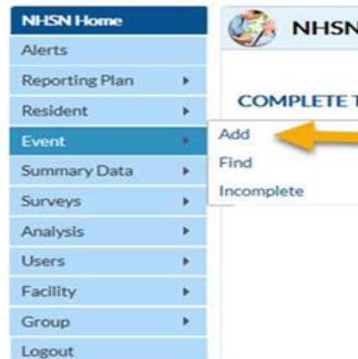 NHSN Home
NHSN
Alerts
Reporting Plan
Resident
COMPLETE T
Event
Add
Find
Incomplete
Summary Data
Surveys
Analysis
Users
Facility
Group
Logout